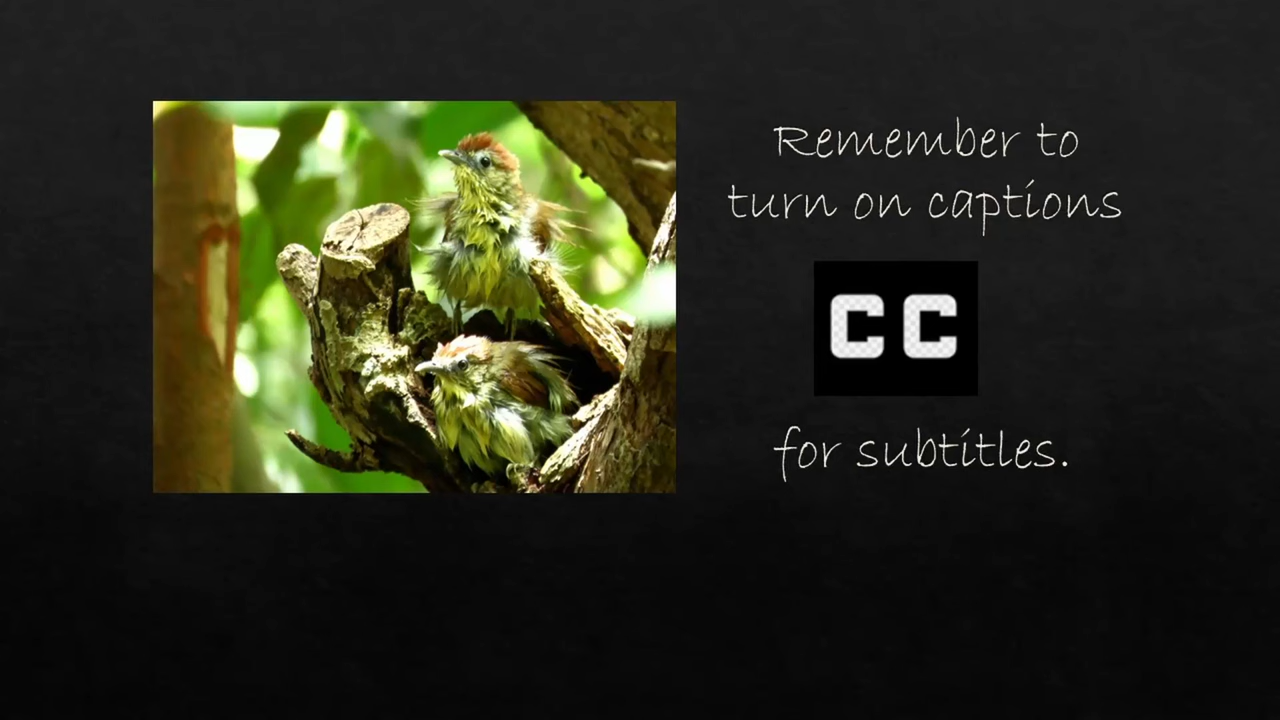 Remember to
turn on captions
CC
for subtitles.